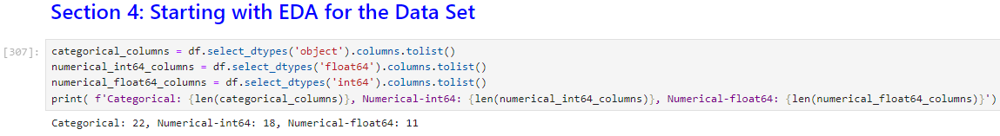 Section 4: Starting with EDA for the Data Set
[307]:
categorical_columns = df.select_dtypes('object').columns.tolist()
numerical_int64_columns = df.select_dtypes('float64').columns.tolist()
numerical_float64_columns = df.select_dtypes('int64').columns.tolist()
print( f'Categorical: {len(categorical_columns)}, Numerical-int64: {len(numerical_int64_columns)}, Numerical-float64: {len(numerical_float64_columns)}')
Categorical: 22, Numerical-int64: 18, Numerical-float64: 11